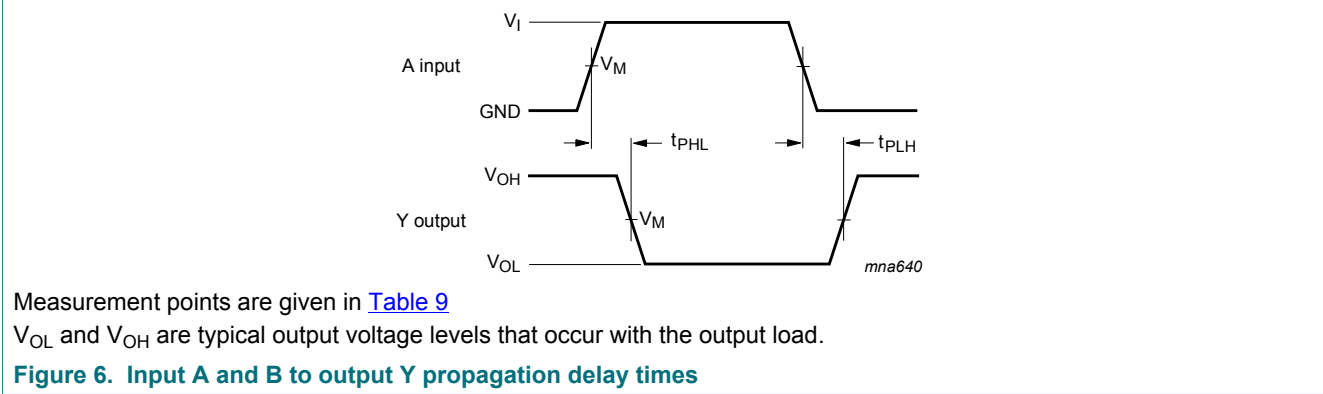 V_I
A input
V_M
GND
t_PHL
t_PLH
V_OH
Y output
V_M
V_OL
mna640
Measurement points are given in Table 9
V_OL and V_OH are typical output voltage levels that occur with the output load.
Figure 6. Input A and B to output Y propagation delay times